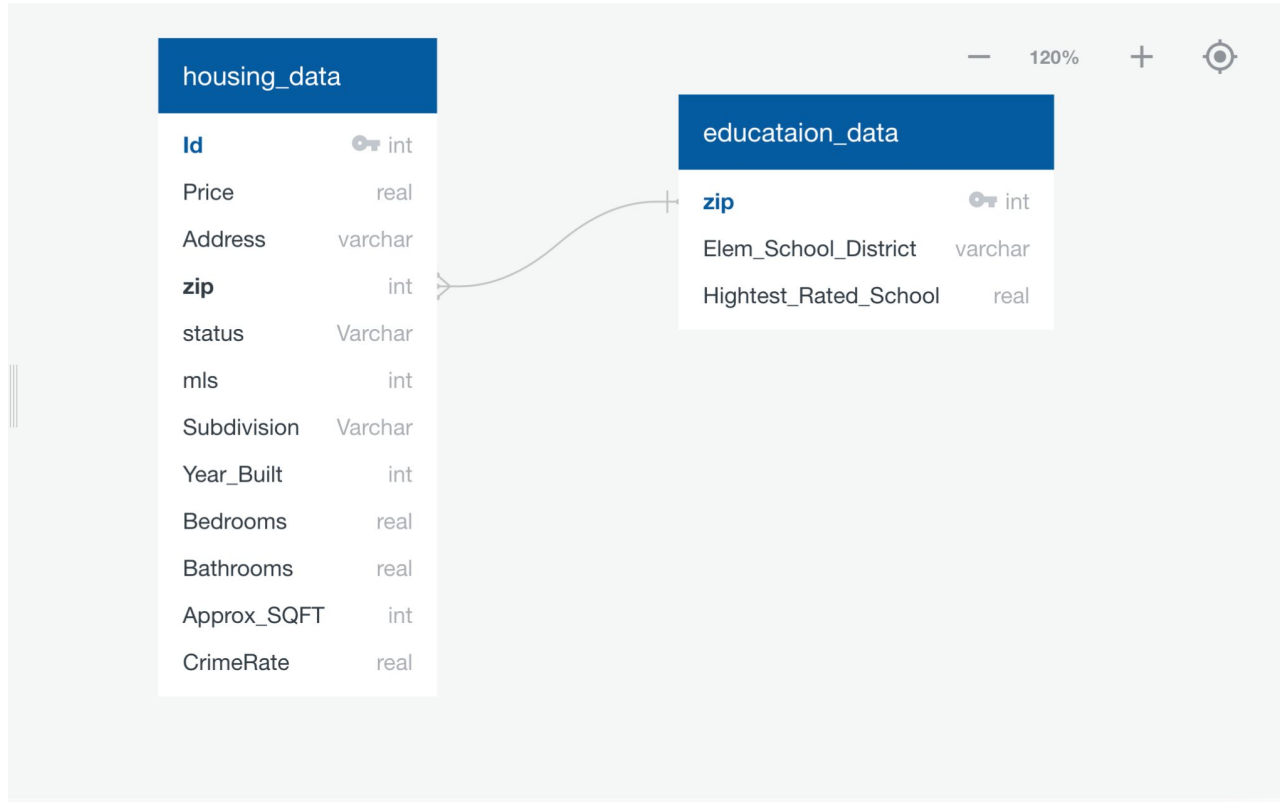 housing_data
Id int
Price real
Address varchar
zip int
status Varchar
mls int
Subdivision Varchar
Year_Built int
Bedrooms real
Bathrooms real
Approx_SQFT int
CrimeRate real
120%
educataion_data
zip int
Elem_School_District varchar
Hightest_Rated_School real